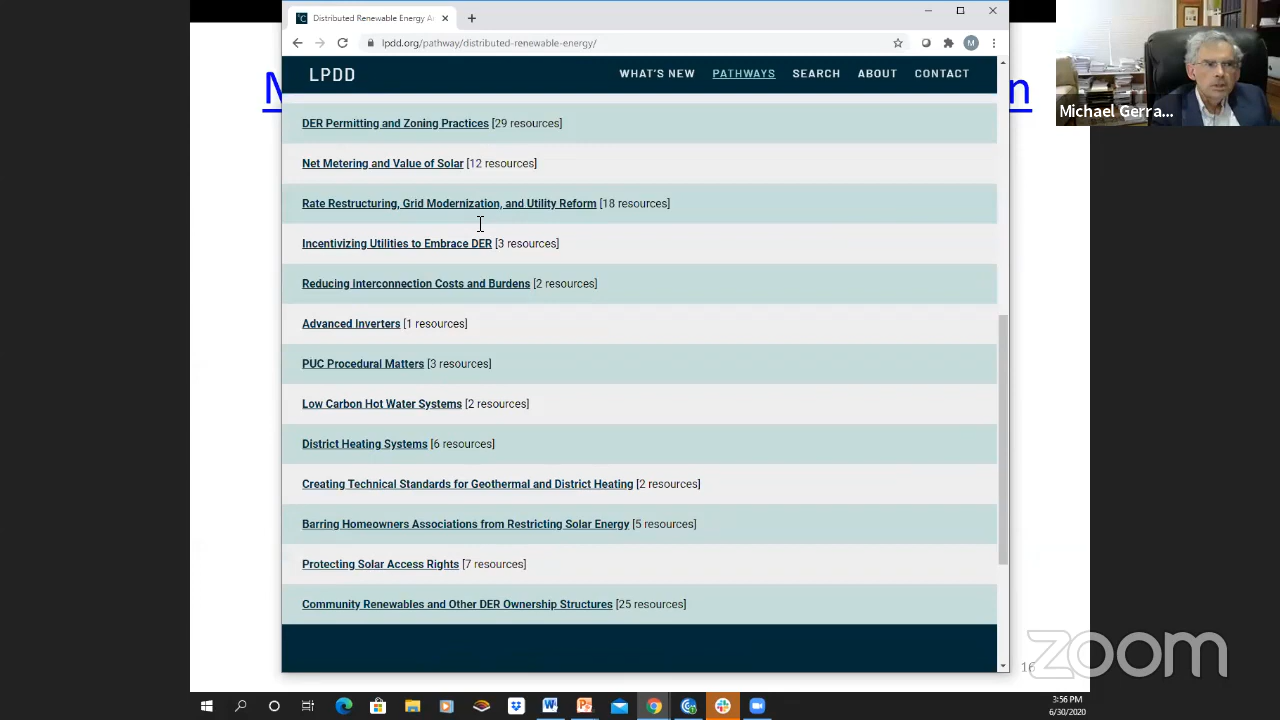 Distributed Renewable Energy A
lpdd.org/pathway/distributed-renewable-energy/
M
LPDD
WHAT'S NEW
PATHWAYS
SEARCH
ABOUT
CONTACT
M
n
Michael Gerra...
DER Permitting and Zoning Practices [29 resources]
Net Metering and Value of Solar [12 resources]
Rate Restructuring, Grid Modernization, and Utility Reform [18 resources]
Incentivizing Utilities to Embrace DER [3 resources]
Reducing interconnection Costs and Burdens [2 resources]
Advanced Inverters [1 resources]
PUC Procedural Matters [3 resources]
Low Carbon Hot Water Systems [2 resources]
District Heating Systems [6 resources]
Creating Technical Standards for Geothermal and District Heating [2 resources]
Barring Homeowners Associations from Restricting Solar Energy [5 resources]
Protecting Solar Access Rights [7 resources]
Community Renewables and Other DER Ownership Structures [25 resources]
16
zoom
3:56 PM
6/30/2020